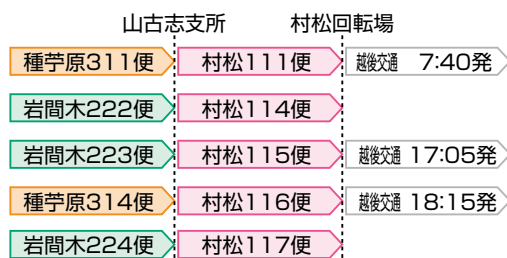 山古志支所 村松回転場
種苧原311便 村松111便 越後交通 7:40発
岩間木222便 村松114便
岩間木223便 村松115便 越後交通 17:05発
種苧原314便 村松116便 越後交通 18:15発
岩間木224便 村松117便